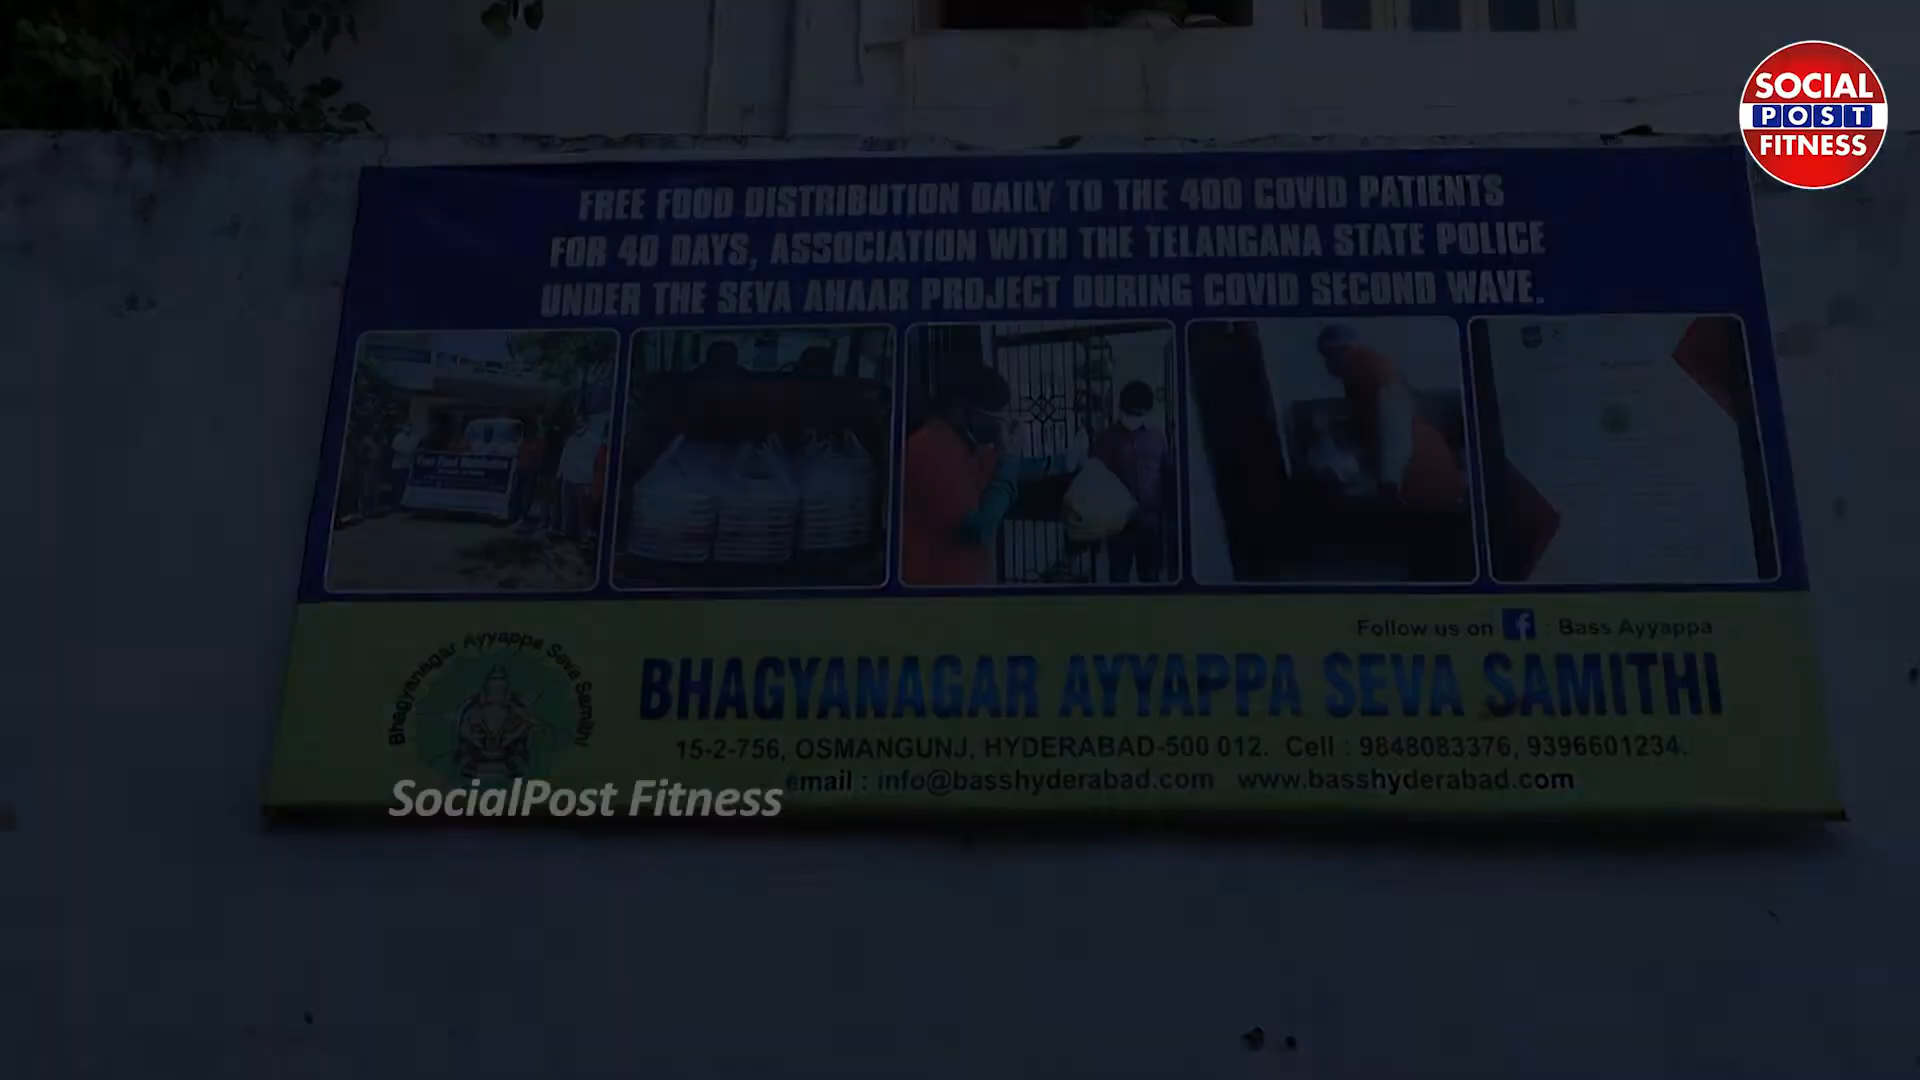 SOCIAL
POST
FITNESS
FREE FOOD DISTRIBUTION DAILY TO THE 400 COVID PATIENTS
FOR 40 DAYS, ASSOCIATION WITH THE TELANGANA STATE POLICE
UNDER THE SEVA AHAAR PROJECT DURING COVID SECOND WAVE.
Follow us on f : Bass Ayyappa
Bhagyanagar Ayyappa Seva Samithi
BHAGYANAGAR AYYAPPA SEVA SAMITHI
15-2-756, OSMANGUNJ, HYDERABAD-500 012. Cell : 9848083376, 9396601234.
email : info@basshyderabad.com www.basshyderabad.com
SocialPost Fitness